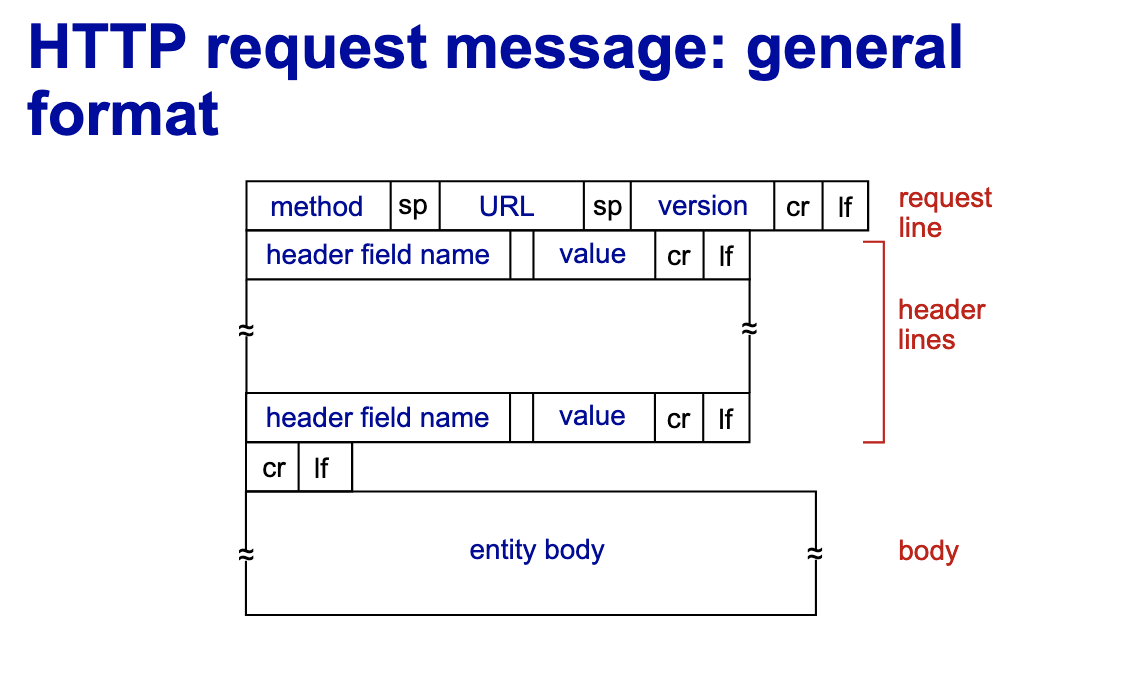 HTTP request message: general
format
method sp URL sp version cr lf
request
line
header field name value cr lf
header
lines
header field name value cr lf
cr lf
entity body
body